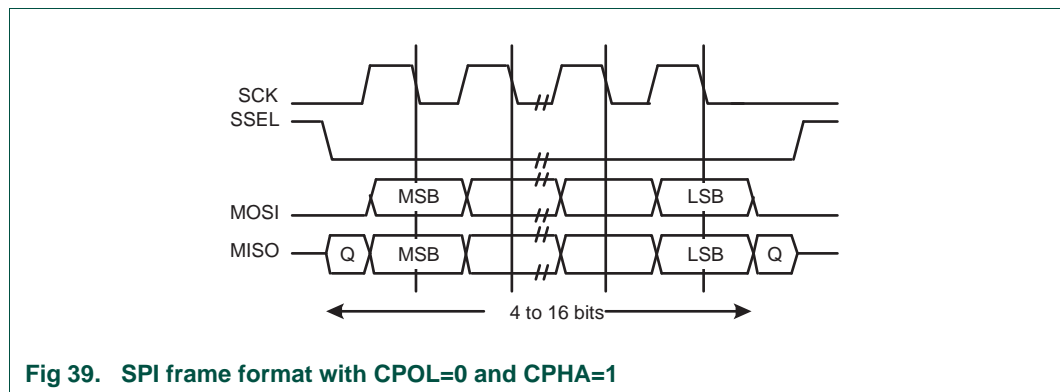 SCK
SSEL
MSB LSB
MOSI
MISO Q MSB LSB Q
4 to 16 bits
Fig 39. SPI frame format with CPOL=0 and CPHA=1